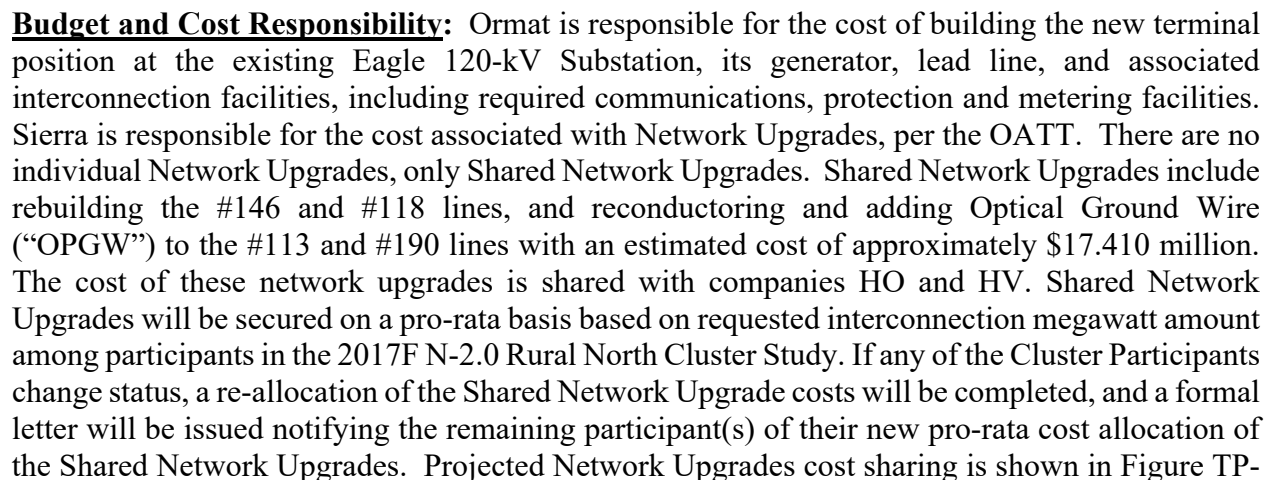 Budget and Cost Responsibility: Ormat is responsible for the cost of building the new terminal
position at the existing Eagle 120-kV Substation, its generator, lead line, and associated
interconnection facilities, including required communications, protection and metering facilities.
Sierra is responsible for the cost associated with Network Upgrades, per the OATT. There are no
individual Network Upgrades, only Shared Network Upgrades. Shared Network Upgrades include
rebuilding the #146 and #118 lines, and reconductoring and adding Optical Ground Wire
(“OPGW”) to the #113 and #190 lines with an estimated cost of approximately $17.410 million.
The cost of these network upgrades is shared with companies HO and HV. Shared Network
Upgrades will be secured on a pro-rata basis based on requested interconnection megawatt amount
among participants in the 2017F N-2.0 Rural North Cluster Study. If any of the Cluster Participants
change status, a re-allocation of the Shared Network Upgrade costs will be completed, and a formal
letter will be issued notifying the remaining participant(s) of their new pro-rata cost allocation of
the Shared Network Upgrades. Projected Network Upgrades cost sharing is shown in Figure TP-